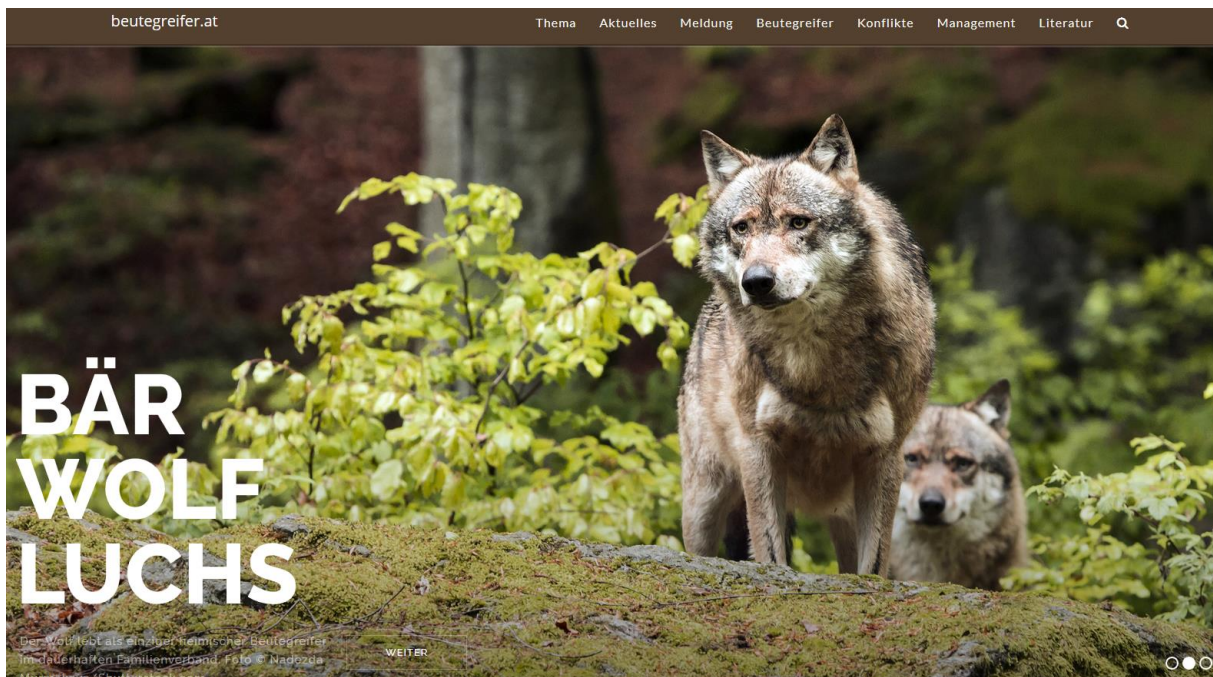 beutegreifer.at
Thema Aktuelles Meldung Beutegreifer Konflikte Management Literatur
BÄR
WOLF
LUCHS
Der Wolf lebt als einziger heimischer Beutegreifer
im dauerhaften Familienverband. Foto © Nadezda
WEITER